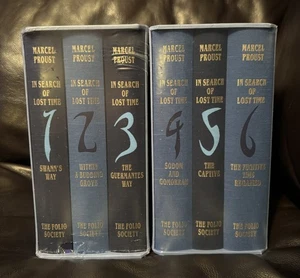 MARCEL
PROUST
IN SEARCH
OF
LOST TIME
1
SWANN'S
WAY
THE FOLIO
SOCIETY
MARCEL
PROUST
IN SEARCH
OF
LOST TIME
2
WITHIN
A BUDDING
GROVE
THE FOLIO
SOCIETY
MARCEL
PROUST
IN SEARCH
OF
LOST TIME
3
THE
GUERMANTES
WAY
THE FOLIO
SOCIETY
MARCEL
PROUST
IN SEARCH
OF
LOST TIME
4
SODOM
AND
GOMORRAH
THE FOLIO
SOCIETY
MARCEL
PROUST
IN SEARCH
OF
LOST TIME
5
THE
CAPTIVE
THE FOLIO
SOCIETY
MARCEL
PROUST
IN SEARCH
OF
LOST TIME
6
THE FUGITIVE
TIME
REGAINED
THE FOLIO
SOCIETY